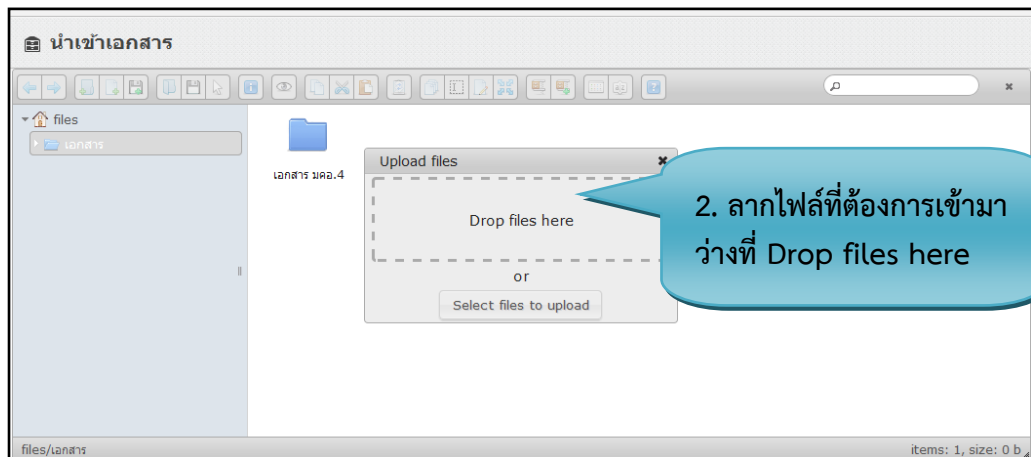 นำเข้าเอกสาร
files
เอกสาร
เอกสาร มคอ.4
Upload files
Drop files here
or
Select files to upload
2. ลากไฟล์ที่ต้องการเข้ามา
ว่างที่ Drop files here
files/เอกสาร
items: 1, size: 0 b